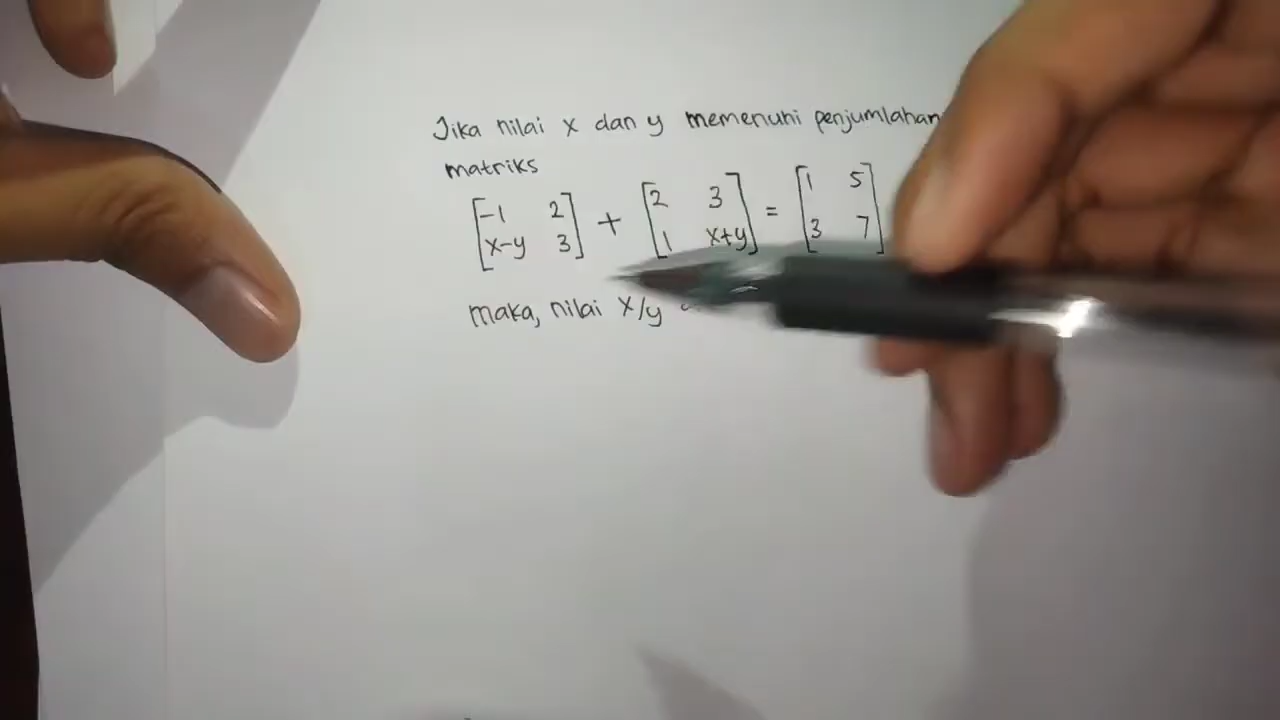 Jika nilai x dan y memenuhi penjumlahan
matriks
[-1 2] + [2 3] = [1 5]
[x-y 3] [1 x+y] [3 7]
maka, nilai x/y